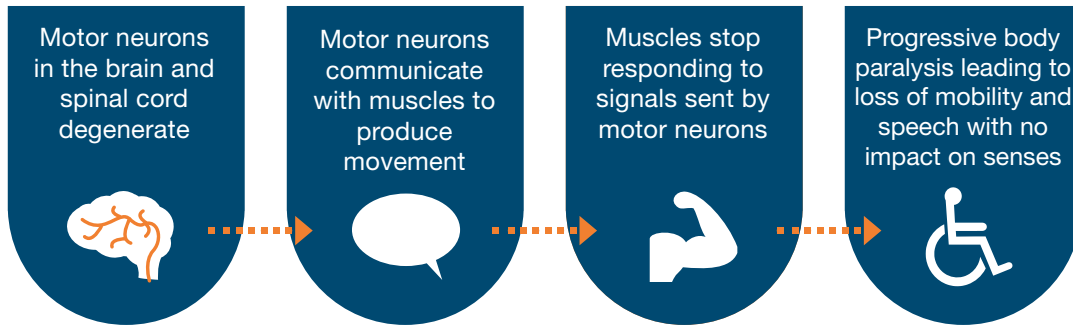 Motor neurons
in the brain and
spinal cord
degenerate
Motor neurons
communicate
with muscles to
produce
movement
Muscles stop
responding to
signals sent by
motor neurons
Progressive body
paralysis leading to
loss of mobility and
speech with no
impact on senses